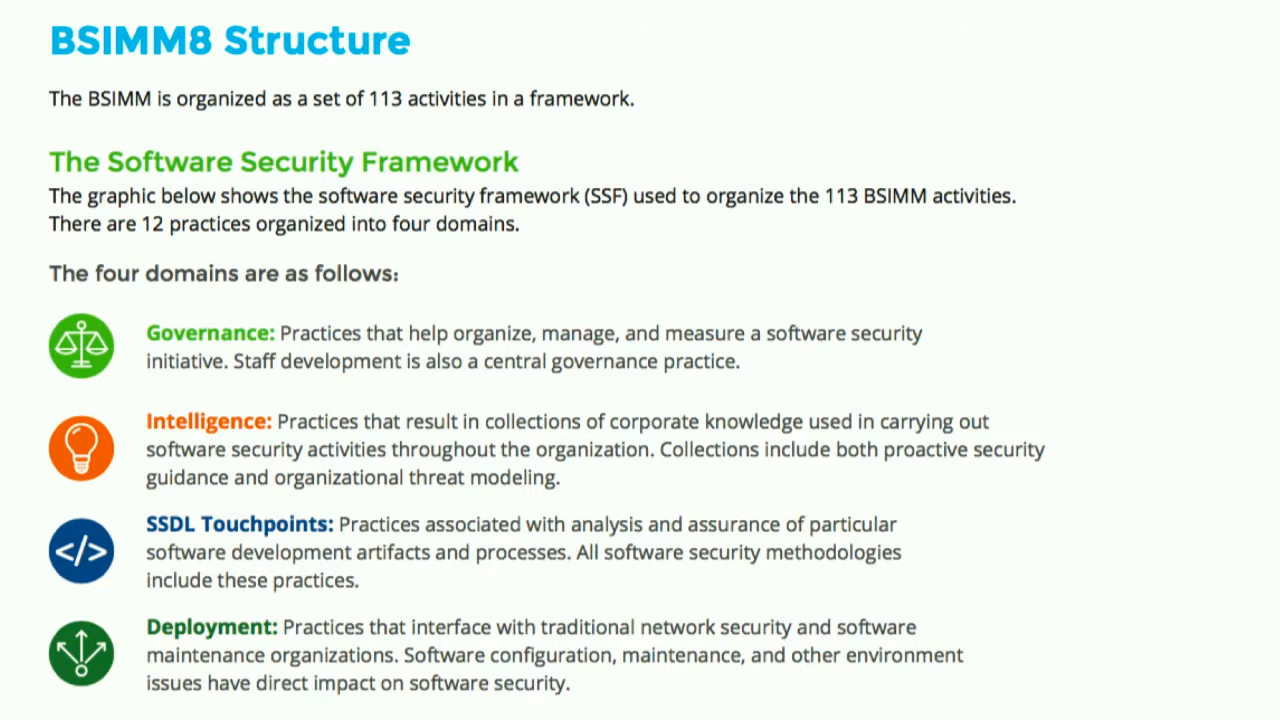 BSIMM8 Structure
The BSIMM is organized as a set of 113 activities in a framework.
The Software Security Framework
The graphic below shows the software security framework (SSF) used to organize the 113 BSIMM activities.
There are 12 practices organized into four domains.
The four domains are as follows:
Governance: Practices that help organize, manage, and measure a software security
initiative. Staff development is also a central governance practice.
Intelligence: Practices that result in collections of corporate knowledge used in carrying out
software security activities throughout the organization. Collections include both proactive security
guidance and organizational threat modeling.
</>
SSDL Touchpoints: Practices associated with analysis and assurance of particular
software development artifacts and processes. All software security methodologies
include these practices.
Deployment: Practices that interface with traditional network security and software
maintenance organizations. Software configuration, maintenance, and other environment
issues have direct impact on software security.